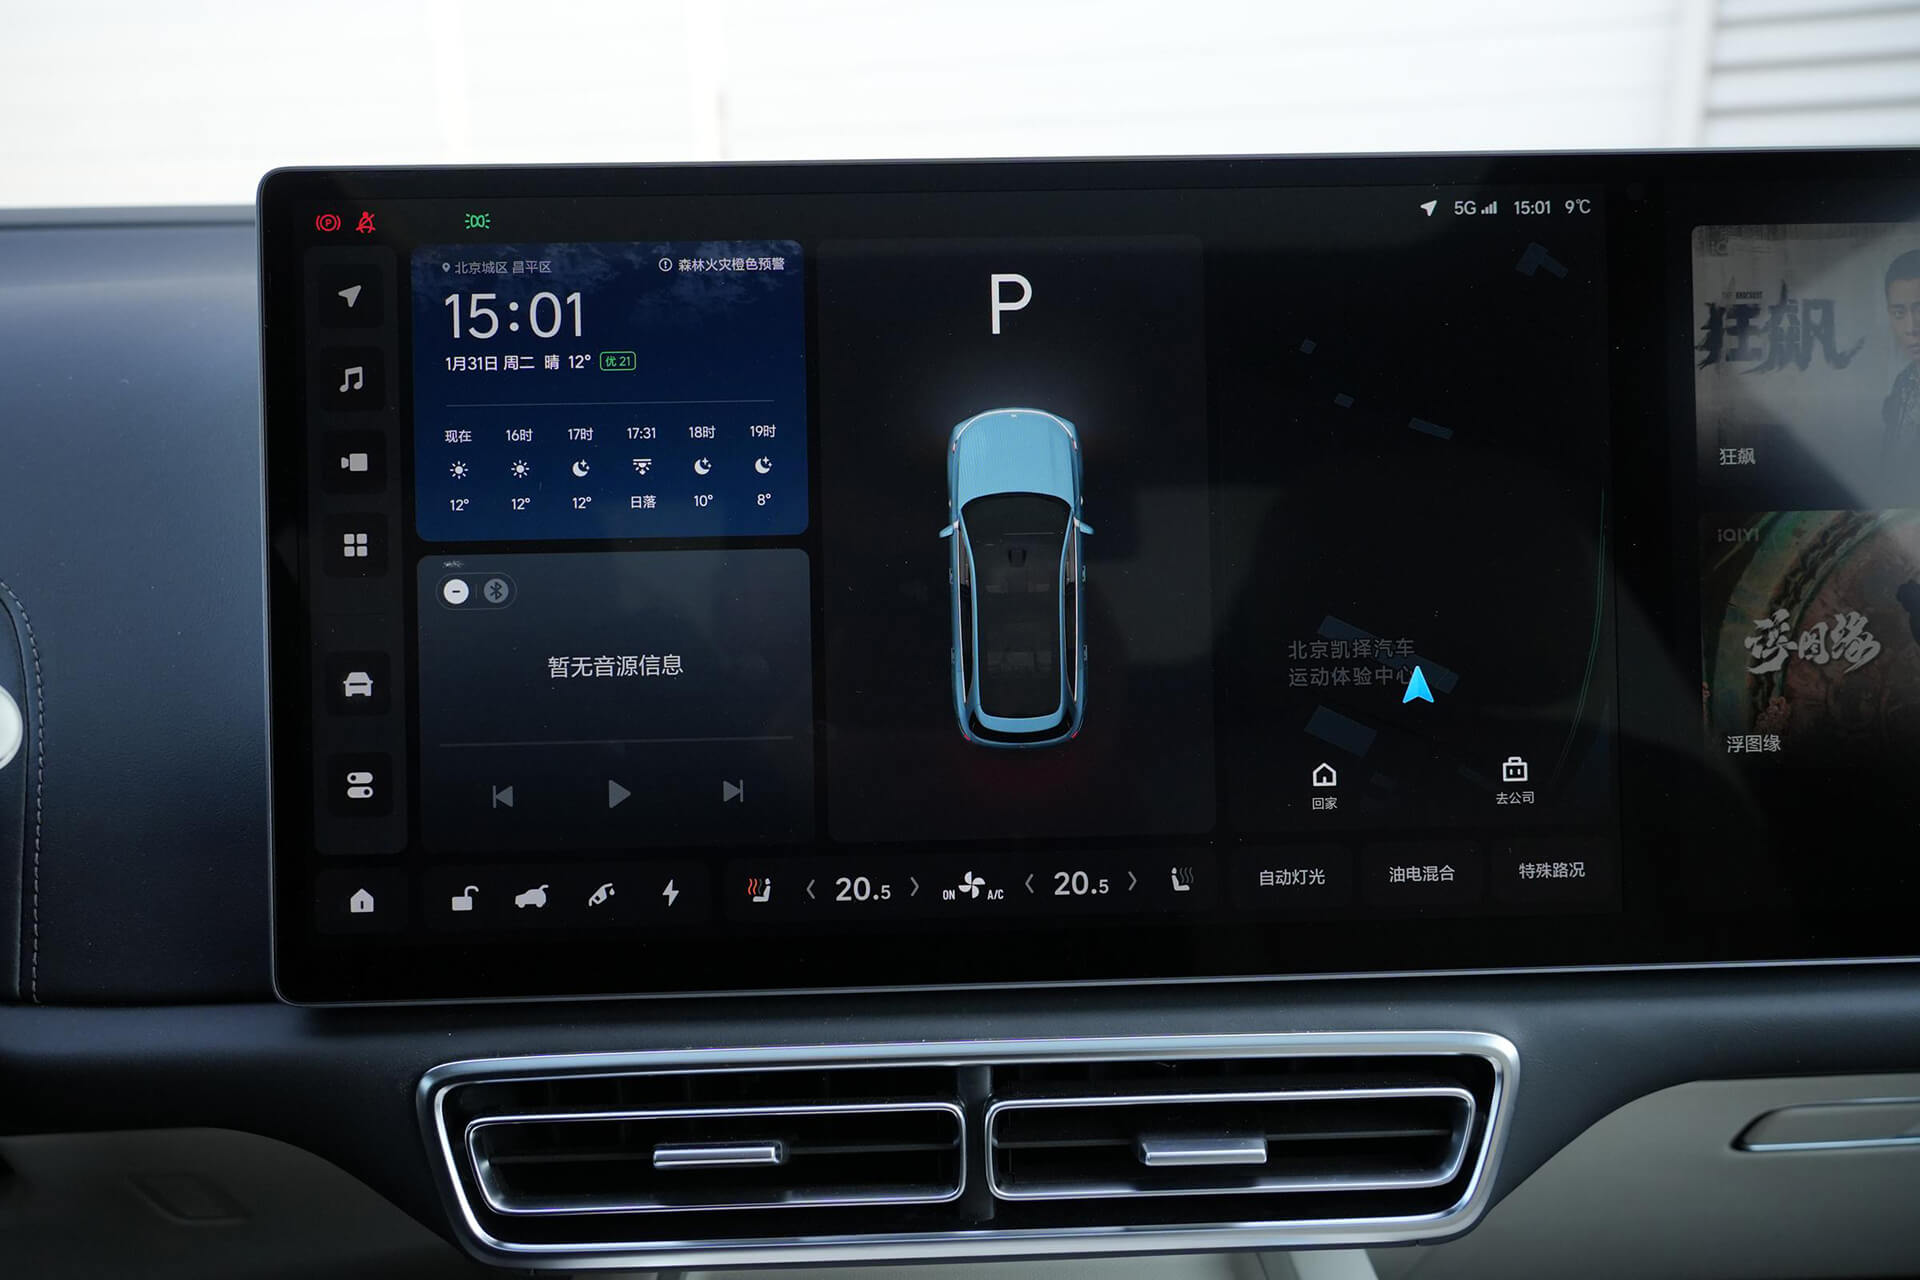 5G 15:01 9℃
北京城区 昌平区
森林火灾橙色预警
15:01
1月31日 周二 晴 12° 优 21
现在 16时 17时 17:31 18时 19时
12° 12° 12° 日落 10° 8°
暂无音源信息
P
北京凯择汽车
运动体验中心
回家
去公司
20.5
ON
A/C
20.5
自动灯光
油电混合
特殊路况
THE KNOCKOUT
狂飙
狂飙
iQIYI
浮图缘
浮图缘